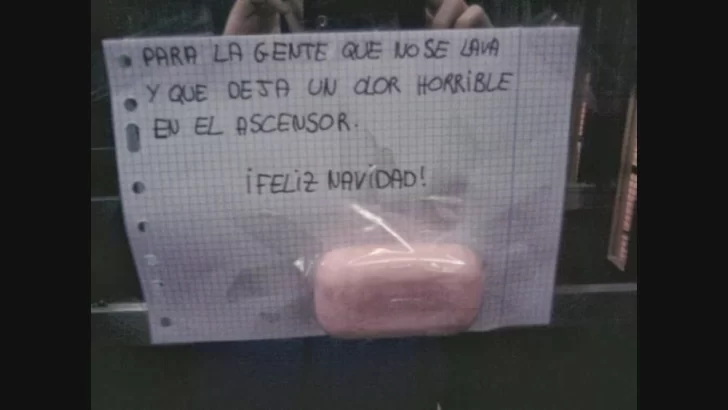 PARA LA GENTE QUE NO SE LAVA
Y QUE DEJA UN OLOR HORRIBLE
EN EL ASCENSOR.
¡FELIZ NAVIDAD!